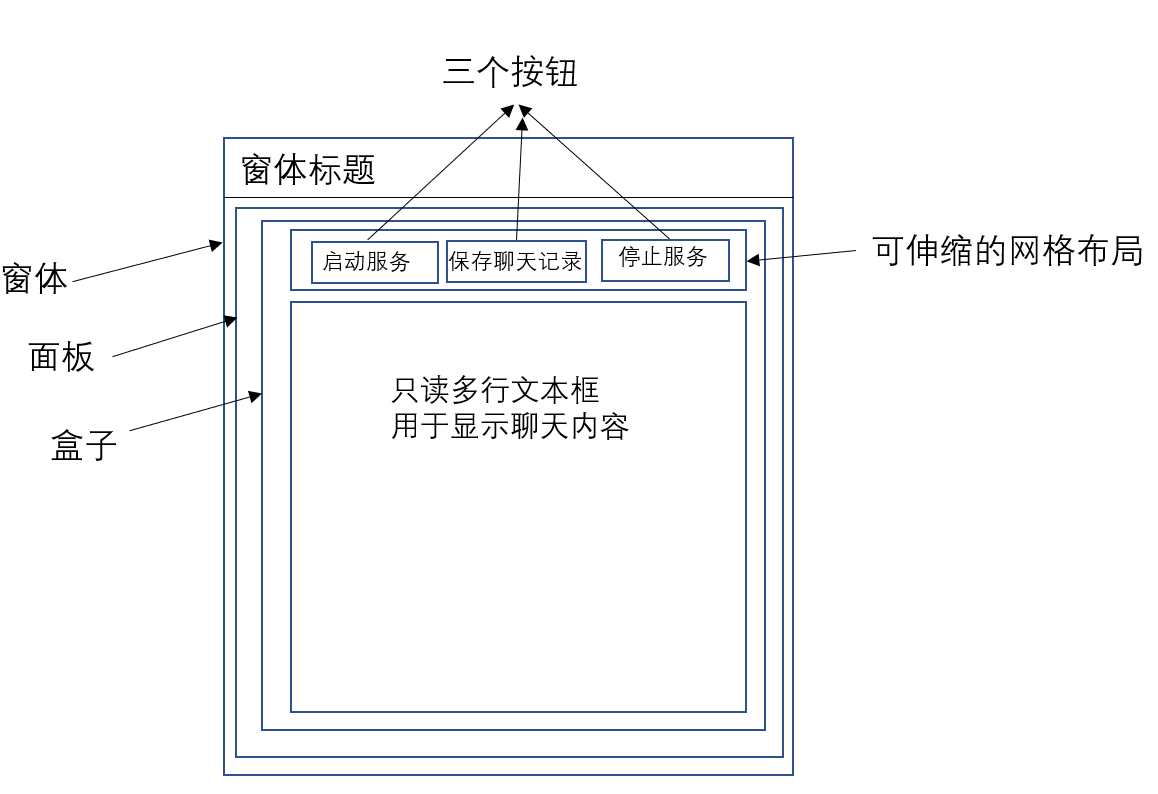 三个按钮
窗体标题
启动服务
保存聊天记录
停止服务
可伸缩的网格布局
窗体
面板
盒子
只读多行文本框
用于显示聊天内容